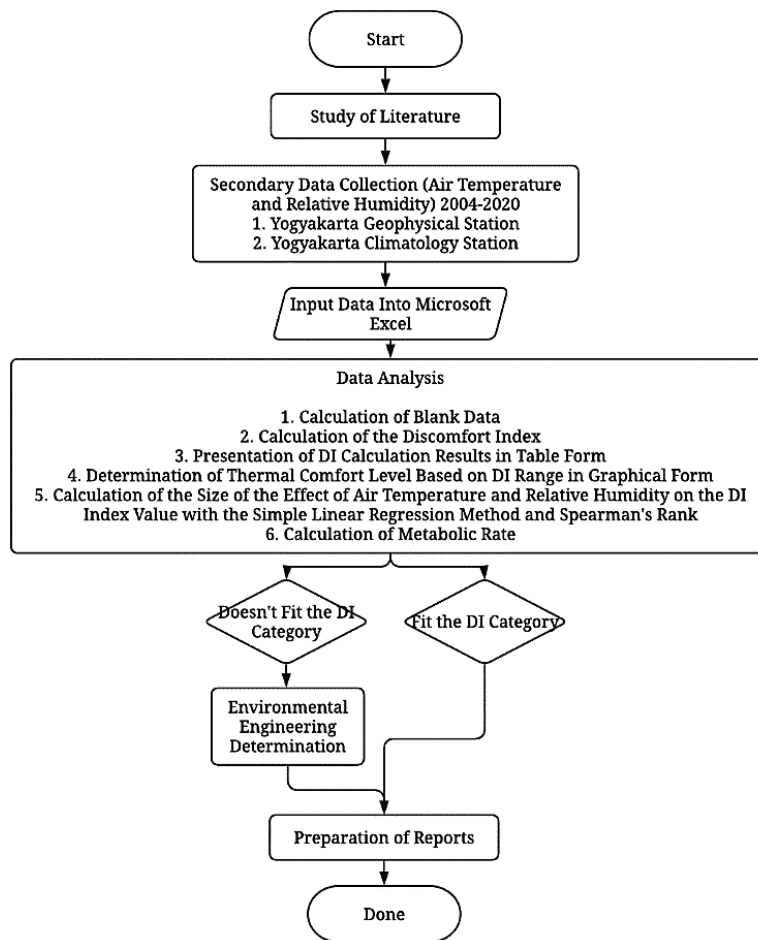 Start
Study of Literature
Secondary Data Collection (Air Temperature
and Relative Humidity) 2004-2020
1. Yogyakarta Geophysical Station
2. Yogyakarta Climatology Station
Input Data Into Microsoft
Excel
Data Analysis
1. Calculation of Blank Data
2. Calculation of the Discomfort Index
3. Presentation of DI Calculation Results in Table Form
4. Determination of Thermal Comfort Level Based on DI Range in Graphical Form
5. Calculation of the Size of the Effect of Air Temperature and Relative Humidity on the DI
Index Value with the Simple Linear Regression Method and Spearman's Rank
6. Calculation of Metabolic Rate
Doesn't Fit the DI
Category
Fit the DI Category
Environmental
Engineering
Determination
Preparation of Reports
Done